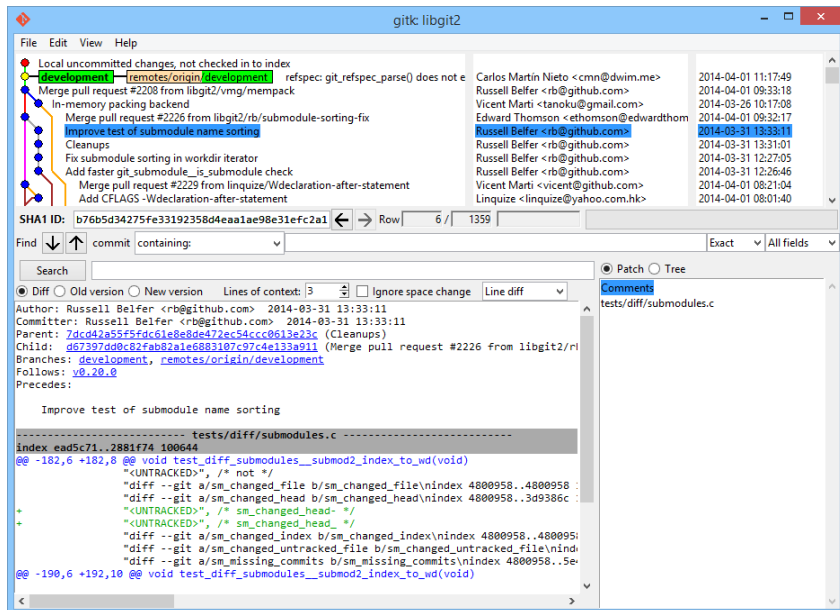 gitk: libgit2
File Edit View Help
Local uncommitted changes, not checked in to index
development remotes/origin/development refspec: git_refspec_parse() does not e Carlos Martín Nieto <cmn@dwim.me> 2014-04-01 11:17:49
Merge pull request #2208 from libgit2/vmg/mempack Russell Belfer <rb@github.com> 2014-04-01 09:33:18
In-memory packing backend Vicent Marti <tanoku@gmail.com> 2014-03-26 10:17:08
Merge pull request #2226 from libgit2/rb/submodule-sorting-fix Edward Thomson <ethomson@edwardthom 2014-04-01 09:32:17
Improve test of submodule name sorting Russell Belfer <rb@github.com> 2014-03-31 13:33:11
Cleanups Russell Belfer <rb@github.com> 2014-03-31 13:31:01
Fix submodule sorting in workdir iterator Russell Belfer <rb@github.com> 2014-03-31 12:27:05
Add faster git_submodule__is_submodule check Russell Belfer <rb@github.com> 2014-03-31 12:26:46
Merge pull request #2229 from linquize/Wdeclaration-after-statement Vicent Marti <vicent@github.com> 2014-04-01 08:21:04
Add CFLAGS -Wdeclaration-after-statement Linquize <linquize@yahoo.com.hk> 2014-04-01 08:01:40
SHA1 ID: b76b5d34275fe33192358d4eaa1ae98e31efc2a1 Row 6 / 1359
Find commit containing: Exact All fields
Search
Patch Tree
Diff Old version New version Lines of context: 3 Ignore space change Line diff
Comments
tests/diff/submodules.c
Author: Russell Belfer <rb@github.com> 2014-03-31 13:33:11
Committer: Russell Belfer <rb@github.com> 2014-03-31 13:33:11
Parent: 7dcd42a55f5fdc61e8e8de472ec54ccc0613e23c (Cleanups)
Child: d67397dd0c82fab82a1e6883107c97c4e133a911 (Merge pull request #2226 from libgit2/rl
Branches: development, remotes/origin/development
Follows: v0.20.0
Precedes:
Improve test of submodule name sorting
---------------------- tests/diff/submodules.c --------------------------
index ead5c71..2881f74 100644
@@ -182,6 +182,8 @@ void test_diff_submodules__submod2_index_to_wd(void)
"<UNTRACKED>", /* not */
"diff --git a/sm_changed_file b/sm_changed_file\nindex 4800958..4800958
"diff --git a/sm_changed_head b/sm_changed_head\nindex 4800958..3d9386c
+ "<UNTRACKED>", /* sm_changed_head- */
+ "<UNTRACKED>", /* sm_changed_head_ */
"diff --git a/sm_changed_index b/sm_changed_index\nindex 4800958..480095
"diff --git a/sm_changed_untracked_file b/sm_changed_untracked_file\nind
"diff --git a/sm_missing_commits b/sm_missing_commits\nindex 4800958..5e
@@ -190,6 +192,10 @@ void test_diff_submodules__submod2_index_to_wd(void)